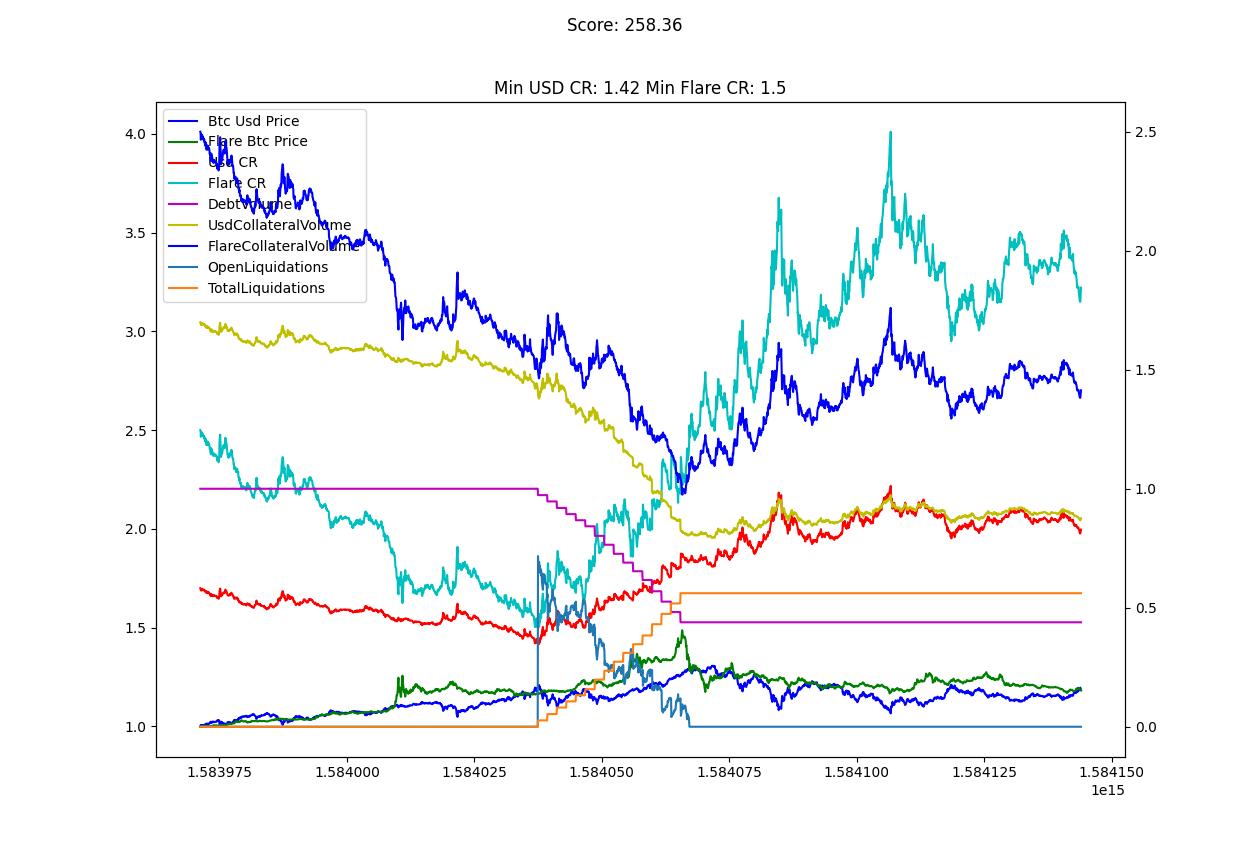 Score: 258.36
Min USD CR: 1.42 Min Flare CR: 1.5
Btc Usd Price
Flare Btc Price
Usd CR
Flare CR
DebtVolume
UsdCollateralVolume
FlareCollateralVolume
OpenLiquidations
TotalLiquidations
4.0
3.5
3.0
2.5
2.0
1.5
1.0
2.5
2.0
1.5
1.0
0.5
0.0
1.583975 1.584000 1.584025 1.584050 1.584075 1.584100 1.584125 1.584150
1e15